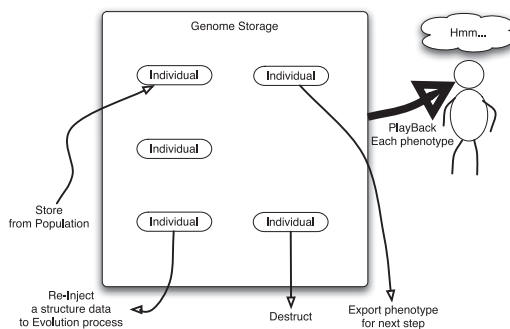 Genome Storage
Hmm...
Individual
Individual
PlayBack
Each phenotype
Individual
Store
from Population
Individual
Individual
Re-Inject
a structure data
to Evolution process
Destruct
Export phenotype
for next step